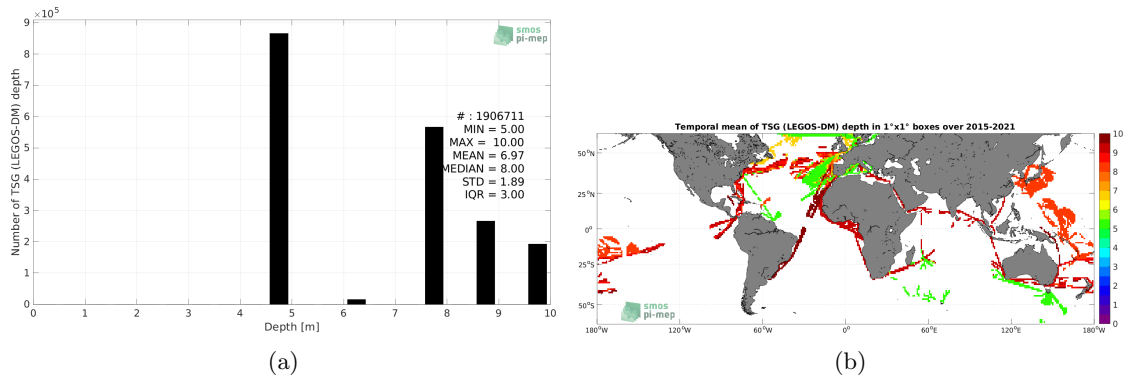 ×10⁵
9
8
7
6
5
4
3
2
1
0
Number of TSG (LEGOS-DM) depth
smos
pi-mep
# : 1906711
MIN = 5.00
MAX = 10.00
MEAN = 6.97
MEDIAN = 8.00
STD = 1.89
IQR = 3.00
0 1 2 3 4 5 6 7 8 9 10
Depth [m]
(a)
Temporal mean of TSG (LEGOS-DM) depth in 1°x1° boxes over 2015-2021
50°N
25°N
0°
25°S
50°S
180°W 120°W 60°W 0° 60°E 120°E 180°E
smos
pi-mep
10
9
8
7
6
5
4
3
2
1
0
(b)